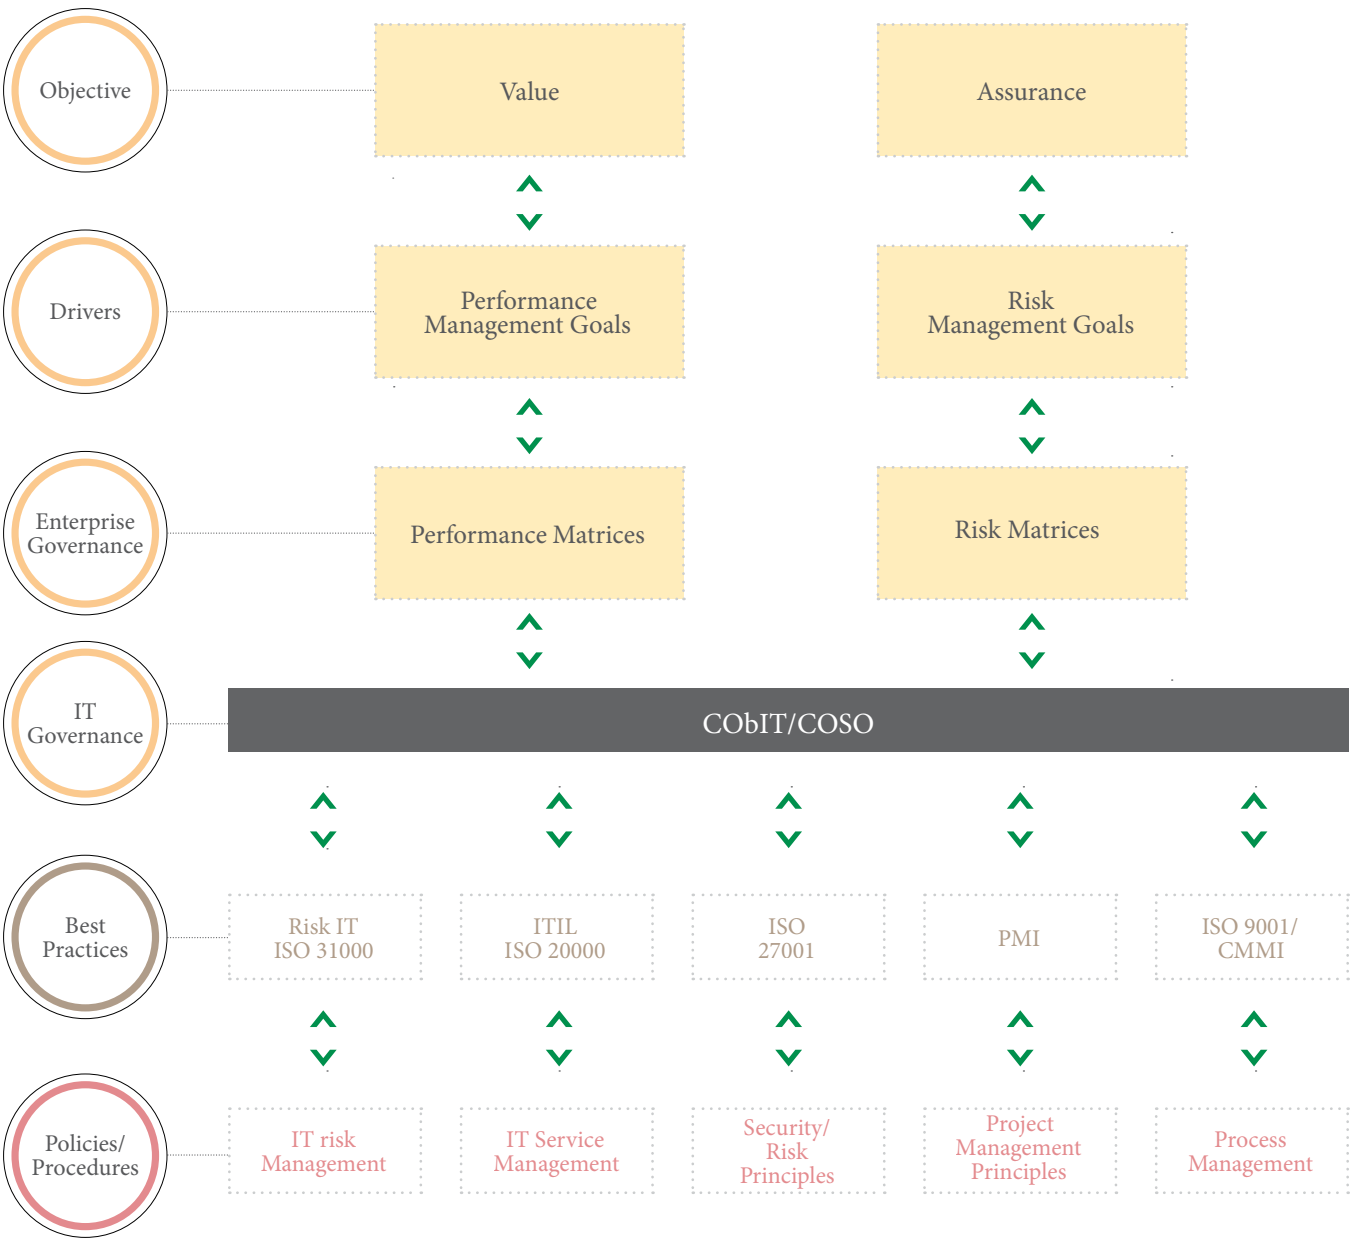 Objective
Value
Assurance
Drivers
Performance
Management Goals
Risk
Management Goals
Enterprise
Governance
Performance Matrices
Risk Matrices
IT
Governance
CObIT/COSO
Best
Practices
Risk IT
ISO 31000
ITIL
ISO 20000
ISO
27001
PMI
ISO 9001/
CMMI
Policies/
Procedures
IT risk
Management
IT Service
Management
Security/
Risk
Principles
Project
Management
Principles
Process
Management